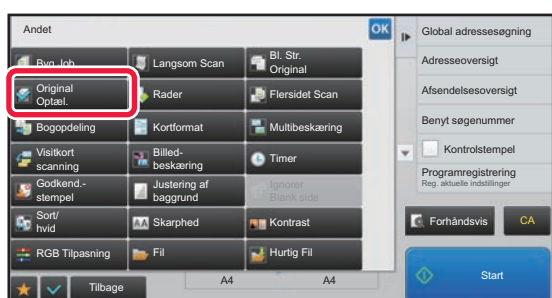 Andet
OK
Byg Job
Langsom Scan
Bl. Str.
Original
Original
Optæl.
Rader
Flersidet Scan
Bogopdeling
Kortformat
Multibeskæring
Visitkort
scanning
Billed-
beskæring
Timer
Godkend.-
stempel
Justering af
baggrund
Ignorer
Blank side
Sort/
hvid
Skarphed
Kontrast
RGB Tilpasning
Fil
Hurtig Fil
Tilbage
A4
A4
Global adressesøgning
Adresseoversigt
Afsendelsesoversigt
Benyt søgenummer
Kontrolstempel
Programregistrering
Reg. aktuelle indstillinger
Forhåndsvis
CA
Start